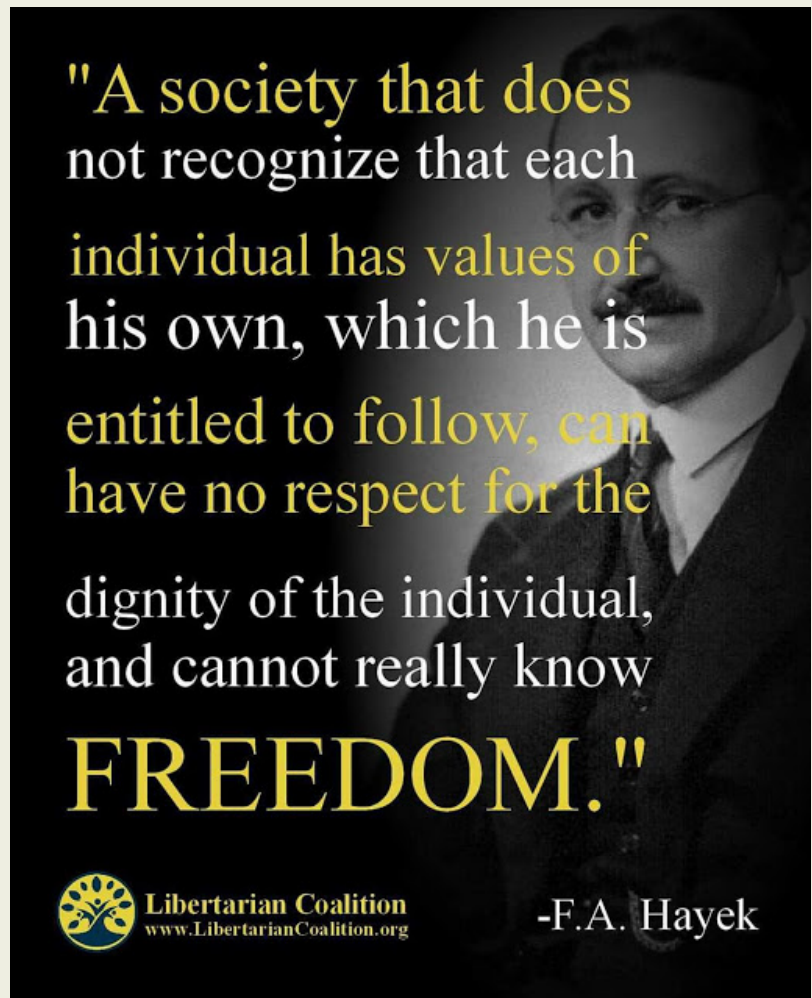 "A society that does
not recognize that each
individual has values of
his own, which he is
entitled to follow, can
have no respect for the
dignity of the individual,
and cannot really know
FREEDOM."
Libertarian Coalition
www.LibertarianCoalition.org
-F.A. Hayek